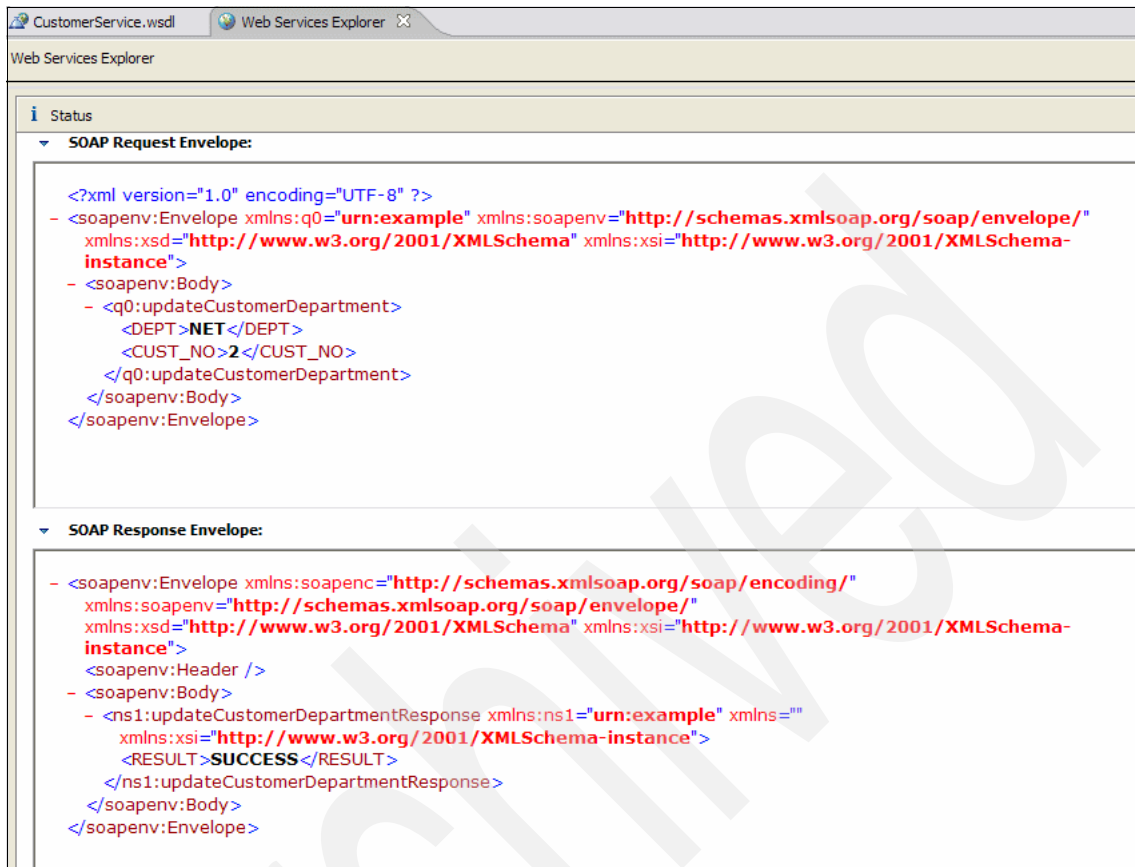 CustomerService.wsdl Web Services Explorer
Web Services Explorer
i Status
SOAP Request Envelope:
<?xml version="1.0" encoding="UTF-8" ?>
- <soapenv:Envelope xmlns:q0="urn:example" xmlns:soapenv="http://schemas.xmlsoap.org/soap/envelope/"
xmlns:xsd="http://www.w3.org/2001/XMLSchema" xmlns:xsi="http://www.w3.org/2001/XMLSchema-
instance">
- <soapenv:Body>
- <q0:updateCustomerDepartment>
<DEPT>NET</DEPT>
<CUST_NO>2</CUST_NO>
</q0:updateCustomerDepartment>
</soapenv:Body>
</soapenv:Envelope>
SOAP Response Envelope:
- <soapenv:Envelope xmlns:soapenc="http://schemas.xmlsoap.org/soap/encoding/"
xmlns:soapenv="http://schemas.xmlsoap.org/soap/envelope/"
xmlns:xsd="http://www.w3.org/2001/XMLSchema" xmlns:xsi="http://www.w3.org/2001/XMLSchema-
instance">
<soapenv:Header />
- <soapenv:Body>
- <ns1:updateCustomerDepartmentResponse xmlns:ns1="urn:example" xmlns=""
xmlns:xsi="http://www.w3.org/2001/XMLSchema-instance">
<RESULT>SUCCESS</RESULT>
</ns1:updateCustomerDepartmentResponse>
</soapenv:Body>
</soapenv:Envelope>